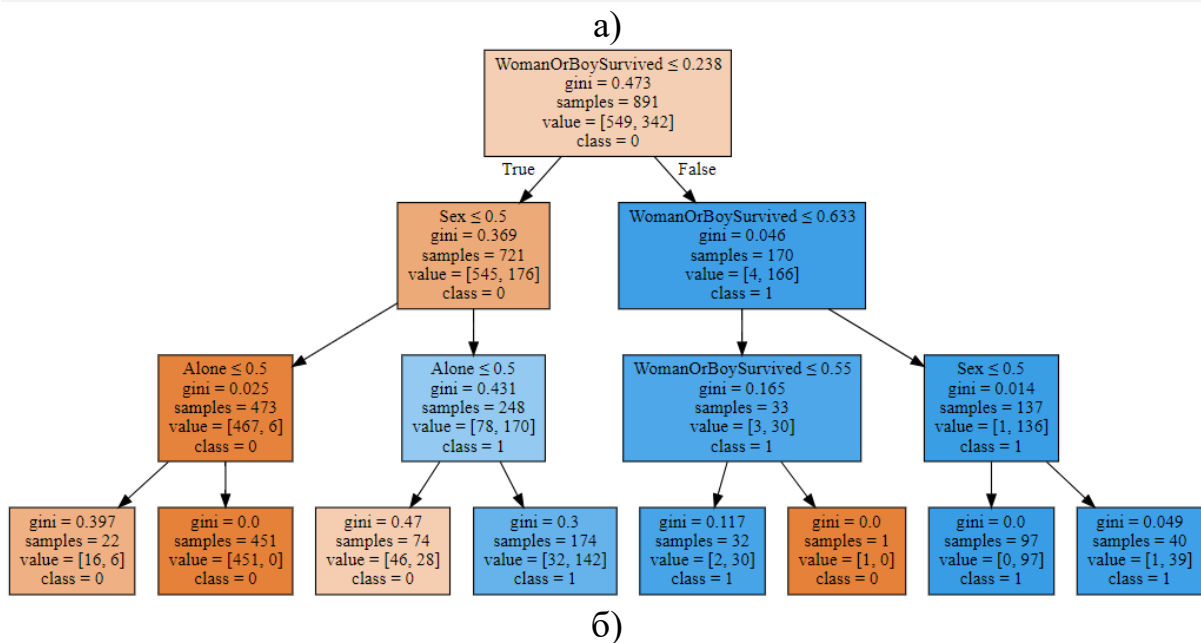 а)
WomanOrBoySurvived ≤ 0.238
gini = 0.473
samples = 891
value = [549, 342]
class = 0
True
False
Sex ≤ 0.5
gini = 0.369
samples = 721
value = [545, 176]
class = 0
WomanOrBoySurvived ≤ 0.633
gini = 0.046
samples = 170
value = [4, 166]
class = 1
Alone ≤ 0.5
gini = 0.025
samples = 473
value = [467, 6]
class = 0
Alone ≤ 0.5
gini = 0.431
samples = 248
value = [78, 170]
class = 1
WomanOrBoySurvived ≤ 0.55
gini = 0.165
samples = 33
value = [3, 30]
class = 1
Sex ≤ 0.5
gini = 0.014
samples = 137
value = [1, 136]
class = 1
gini = 0.397
samples = 22
value = [16, 6]
class = 0
gini = 0.0
samples = 451
value = [451, 0]
class = 0
gini = 0.47
samples = 74
value = [46, 28]
class = 0
gini = 0.3
samples = 174
value = [32, 142]
class = 1
gini = 0.117
samples = 32
value = [2, 30]
class = 1
gini = 0.0
samples = 1
value = [1, 0]
class = 0
gini = 0.0
samples = 97
value = [0, 97]
class = 1
gini = 0.049
samples = 40
value = [1, 39]
class = 1
б)